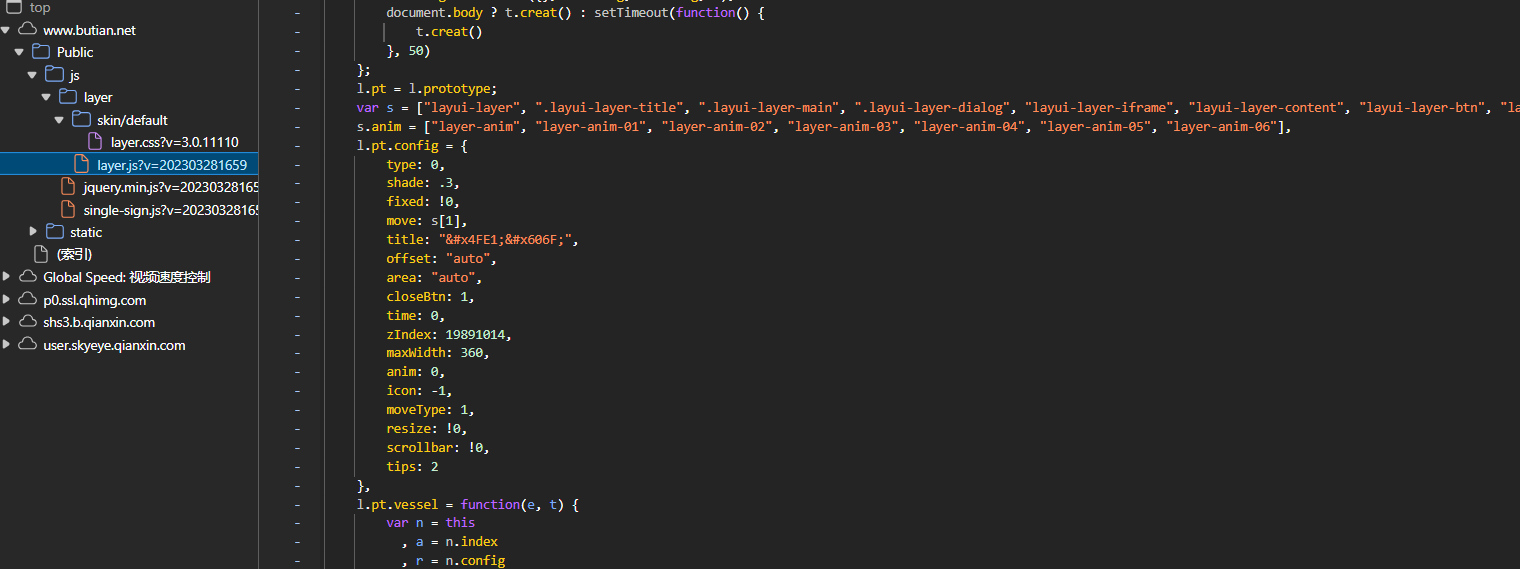 top
www.butian.net
Public
js
layer
skin/default
layer.css?v=3.0.11110
layer.js?v=202303281659
jquery.min.js?v=2023032816
single-sign.js?v=2023032816
static
(索引)
Global Speed: 视频速度控制
p0.ssl.qhimg.com
shs3.b.qianxin.com
user.skyeye.qianxin.com
document.body ? t.creat() : setTimeout(function() {
t.creat()
}, 50)
};
l.pt = l.prototype;
var s = ["layui-layer", ".layui-layer-title", ".layui-layer-main", ".layui-layer-dialog", "layui-layer-iframe", "layui-layer-content", "layui-layer-btn", "la
s.anim = ["layer-anim", "layer-anim-01", "layer-anim-02", "layer-anim-03", "layer-anim-04", "layer-anim-05", "layer-anim-06"],
l.pt.config = {
type: 0,
shade: .3,
fixed: !0,
move: s[1],
title: "&#x4FE1;&#x606F;",
offset: "auto",
area: "auto",
closeBtn: 1,
time: 0,
zIndex: 19891014,
maxWidth: 360,
anim: 0,
icon: -1,
moveType: 1,
resize: !0,
scrollbar: !0,
tips: 2
},
l.pt.vessel = function(e, t) {
var n = this
, a = n.index
, r = n.config